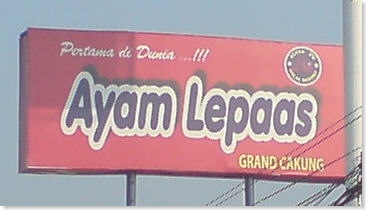 Pertama di Dunia ...!!!
Ayam Lepaas
GRAND CAKUNG